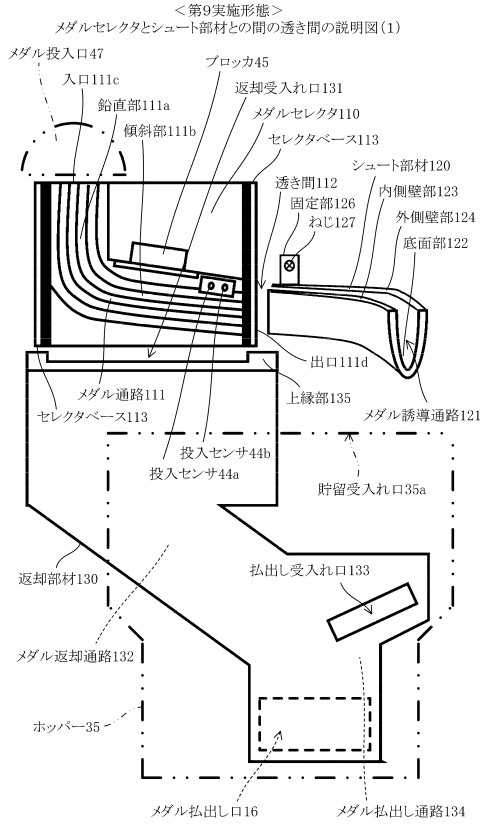 ＜第9実施形態＞
メダルセレクタとシュート部材との間の透き間の説明図(1)
メダル投入口47
ブロッカ45
入口111c
返却受入れ口131
鉛直部111a
メダルセレクタ110
傾斜部111b
セレクタベース113
シュート部材120
透き間112
内側壁部123
固定部126
外側壁部124
ねじ127
底面部122
出口111d
メダル通路111
上縁部135
セレクタベース113
メダル誘導通路121
投入センサ44b
投入センサ44a
貯留受入れ口35a
返却部材130
払出し受入れ口133
メダル返却通路132
ホッパー35
メダル払出し口16
メダル払出し通路134